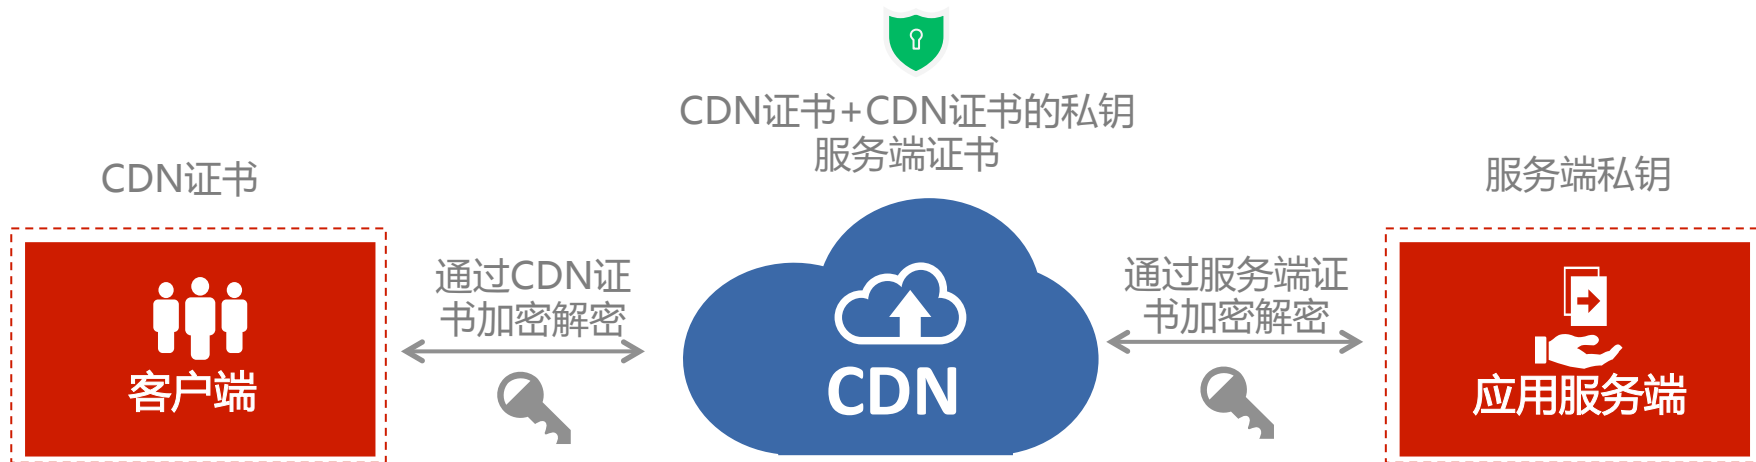 CDN证书+CDN证书的私钥
服务端证书
CDN证书
服务端私钥
通过CDN证
书加密解密
通过服务端证
书加密解密
客户端
CDN
应用服务端